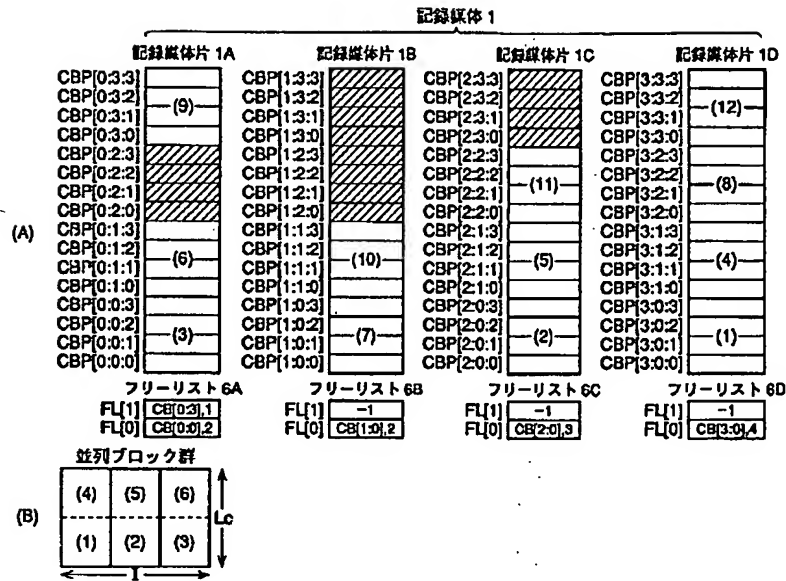 記録媒体 1
記録媒体片 1A 記録媒体片 1B 記録媒体片 1C 記録媒体片 1D
CBP[0:3:3] CBP[1:3:3] CBP[2:3:3] CBP[3:3:3]
CBP[0:3:2] CBP[1:3:2] CBP[2:3:2] CBP[3:3:2]
(9) (12)
CBP[0:3:1] CBP[1:3:1] CBP[2:3:1] CBP[3:3:1]
CBP[0:3:0] CBP[1:3:0] CBP[2:3:0] CBP[3:3:0]
CBP[0:2:3] CBP[1:2:3] CBP[2:2:3] CBP[3:2:3]
CBP[0:2:2] CBP[1:2:2] CBP[2:2:2] CBP[3:2:2]
(11) (8)
CBP[0:2:1] CBP[1:2:1] CBP[2:2:1] CBP[3:2:1]
CBP[0:2:0] CBP[1:2:0] CBP[2:2:0] CBP[3:2:0]
(A)
CBP[0:1:3] CBP[1:1:3] CBP[2:1:3] CBP[3:1:3]
CBP[0:1:2] CBP[1:1:2] CBP[2:1:2] CBP[3:1:2]
(6) (10) (5) (4)
CBP[0:1:1] CBP[1:1:1] CBP[2:1:1] CBP[3:1:1]
CBP[0:1:0] CBP[1:1:0] CBP[2:1:0] CBP[3:1:0]
CBP[0:0:3] CBP[1:0:3] CBP[2:0:3] CBP[3:0:3]
CBP[0:0:2] CBP[1:0:2] CBP[2:0:2] CBP[3:0:2]
(3) (7) (2) (1)
CBP[0:0:1] CBP[1:0:1] CBP[2:0:1] CBP[3:0:1]
CBP[0:0:0] CBP[1:0:0] CBP[2:0:0] CBP[3:0:0]
フリーリスト 6A フリーリスト 6B フリーリスト 6C フリーリスト 6D
FL[1] CB[0:3],1 FL[1] -1 FL[1] -1 FL[1] -1
FL[0] CB[0:0],2 FL[0] CB[1:0],2 FL[0] CB[2:0],3 FL[0] CB[3:0],4
並列ブロック群
(4) (5) (6)
(B) Lc
(1) (2) (3)
I